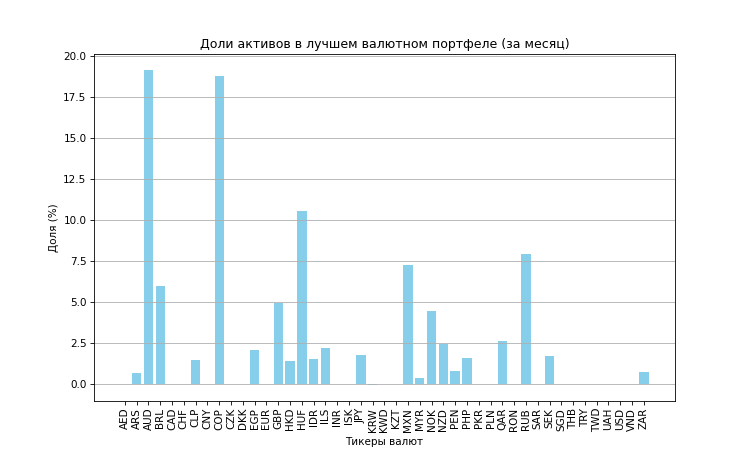 Доли активов в лучшем валютном портфеле (за месяц)
Доля (%)
20.0
17.5
15.0
12.5
10.0
7.5
5.0
2.5
0.0
AED
ARS
AUD
BRL
CAD
CHF
CLP
CNY
COP
CZK
DKK
EGP
EUR
GBP
HKD
HUF
IDR
ILS
INR
ISK
JPY
KRW
KWD
KZT
MXN
MYR
NOK
NZD
PEN
PHP
PKR
PLN
QAR
RON
RUB
SAR
SEK
SGD
THB
TRY
TWD
UAH
USD
VND
ZAR
Тикеры валют